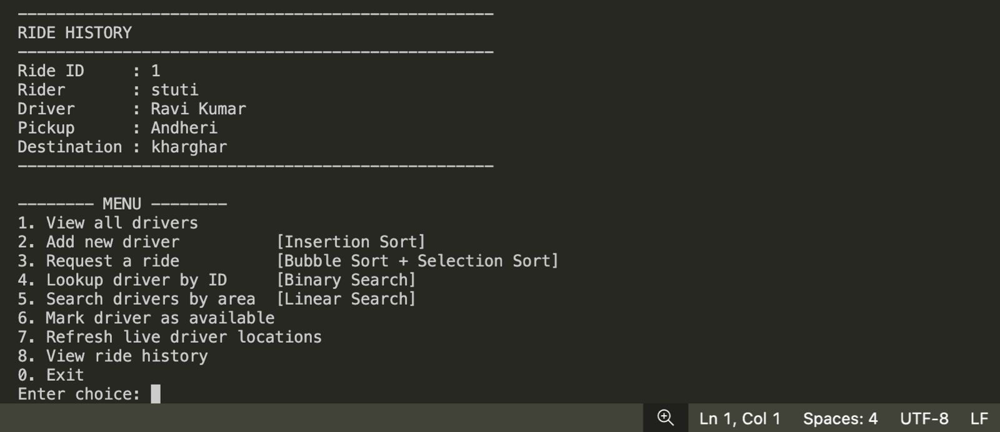 --------------------------------------------------
RIDE HISTORY
--------------------------------------------------
Ride ID     : 1
Rider       : stuti
Driver      : Ravi Kumar
Pickup      : Andheri
Destination : kharghar
--------------------------------------------------
-------- MENU --------
1. View all drivers
2. Add new driver          [Insertion Sort]
3. Request a ride          [Bubble Sort + Selection Sort]
4. Lookup driver by ID     [Binary Search]
5. Search drivers by area  [Linear Search]
6. Mark driver as available
7. Refresh live driver locations
8. View ride history
0. Exit
Enter choice:
Ln 1, Col 1 Spaces: 4 UTF-8 LF